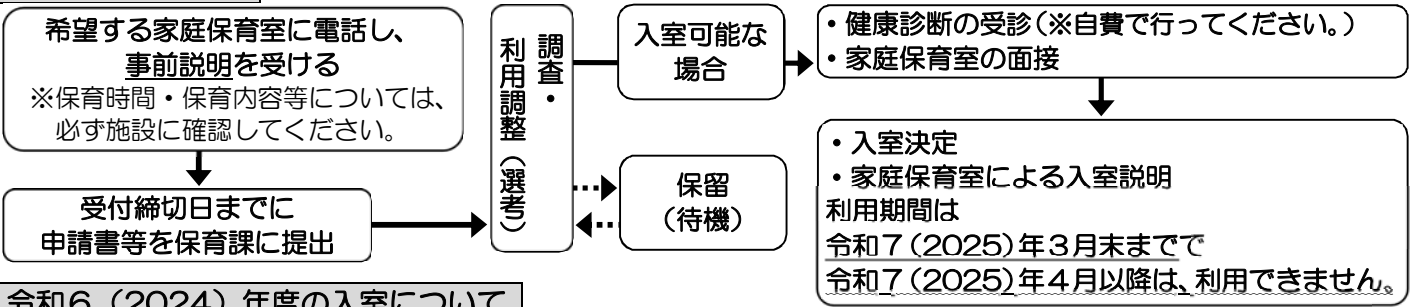 希望する家庭保育室に電話し、
事前説明を受ける
※保育時間・保育内容等については、
必ず施設に確認してください。
受付締切日までに
申請書等を保育課に提出
調査・
利用調整(選考)
入室可能な
場合
保留
(待機)
・健康診断の受診(※自費で行ってください。)
・家庭保育室の面接
・入室決定
・家庭保育室による入室説明
利用期間は
令和7(2025)年3月末までで
令和7(2025)年4月以降は、利用できません。
令和6(2024)年度の入室について